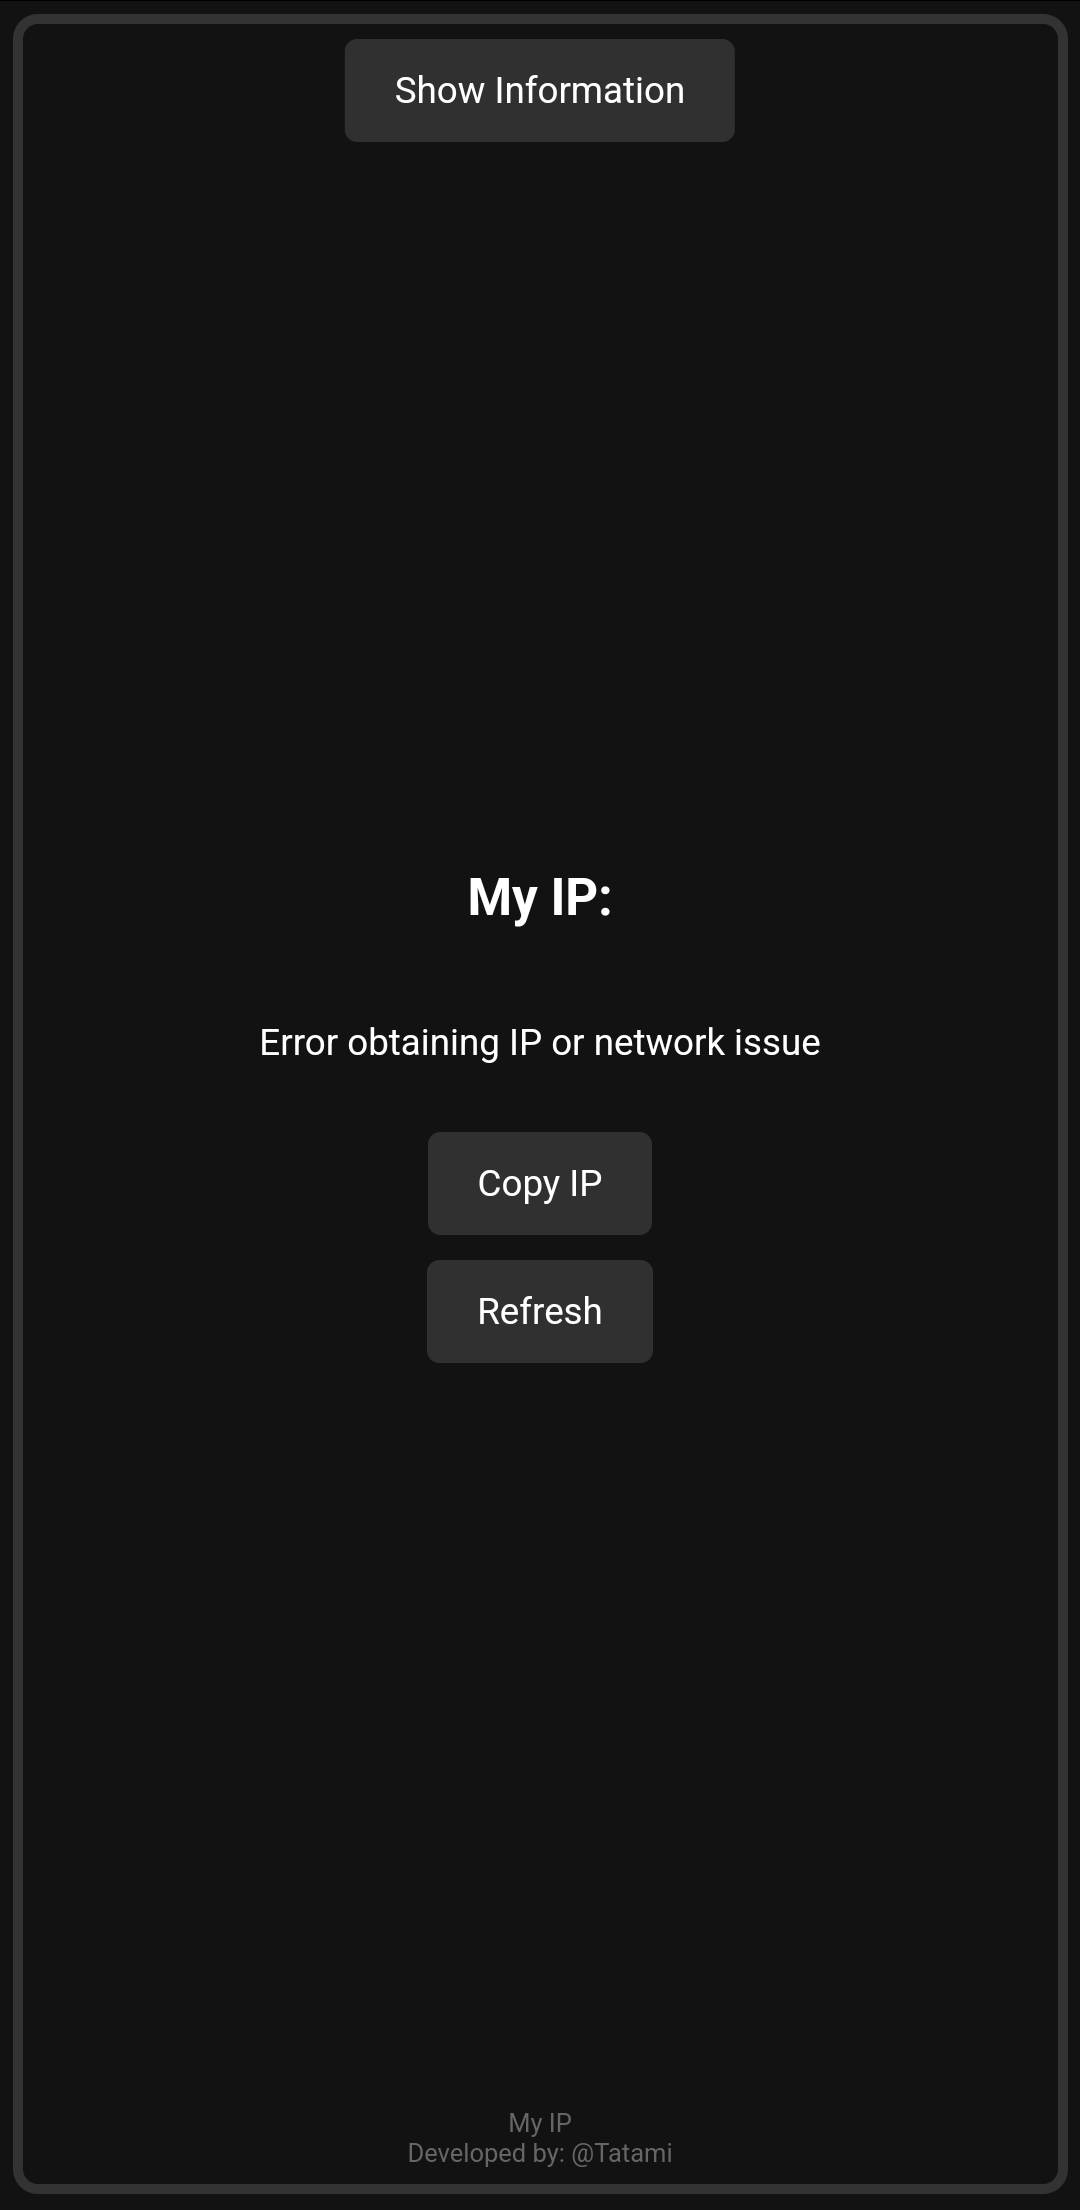 Show Information
My IP:
Error obtaining IP or network issue
Copy IP
Refresh
My IP
Developed by: @Tatami